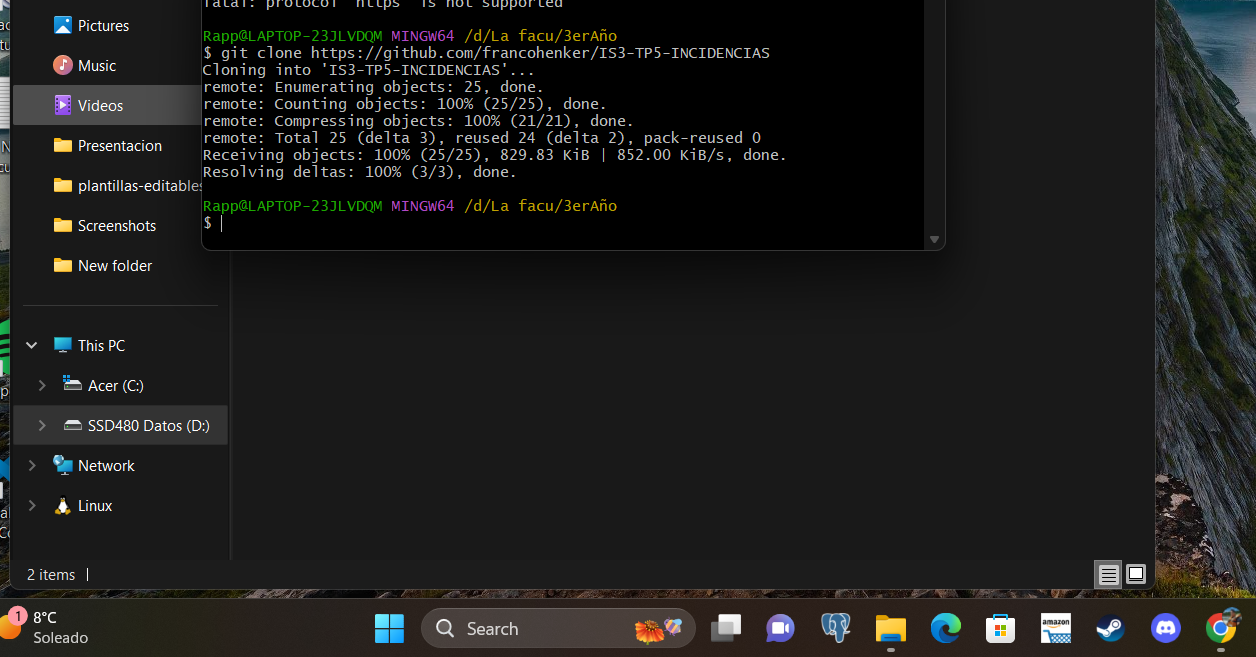 fatal: protocol 'https' is not supported
Rapp@LAPTOP-23JLVDQM MINGW64 /d/La facu/3erAño
$ git clone https://github.com/francohenker/IS3-TP5-INCIDENCIAS
Cloning into 'IS3-TP5-INCIDENCIAS'...
remote: Enumerating objects: 25, done.
remote: Counting objects: 100% (25/25), done.
remote: Compressing objects: 100% (21/21), done.
remote: Total 25 (delta 3), reused 24 (delta 2), pack-reused 0
Receiving objects: 100% (25/25), 829.83 KiB | 852.00 KiB/s, done.
Resolving deltas: 100% (3/3), done.
Rapp@LAPTOP-23JLVDQM MINGW64 /d/La facu/3erAño
$
Pictures
Music
Videos
Presentacion
plantillas-editables
Screenshots
New folder
This PC
Acer (C:)
SSD480 Datos (D:)
Network
Linux
2 items
1
8°C
Soleado
Search
amazon